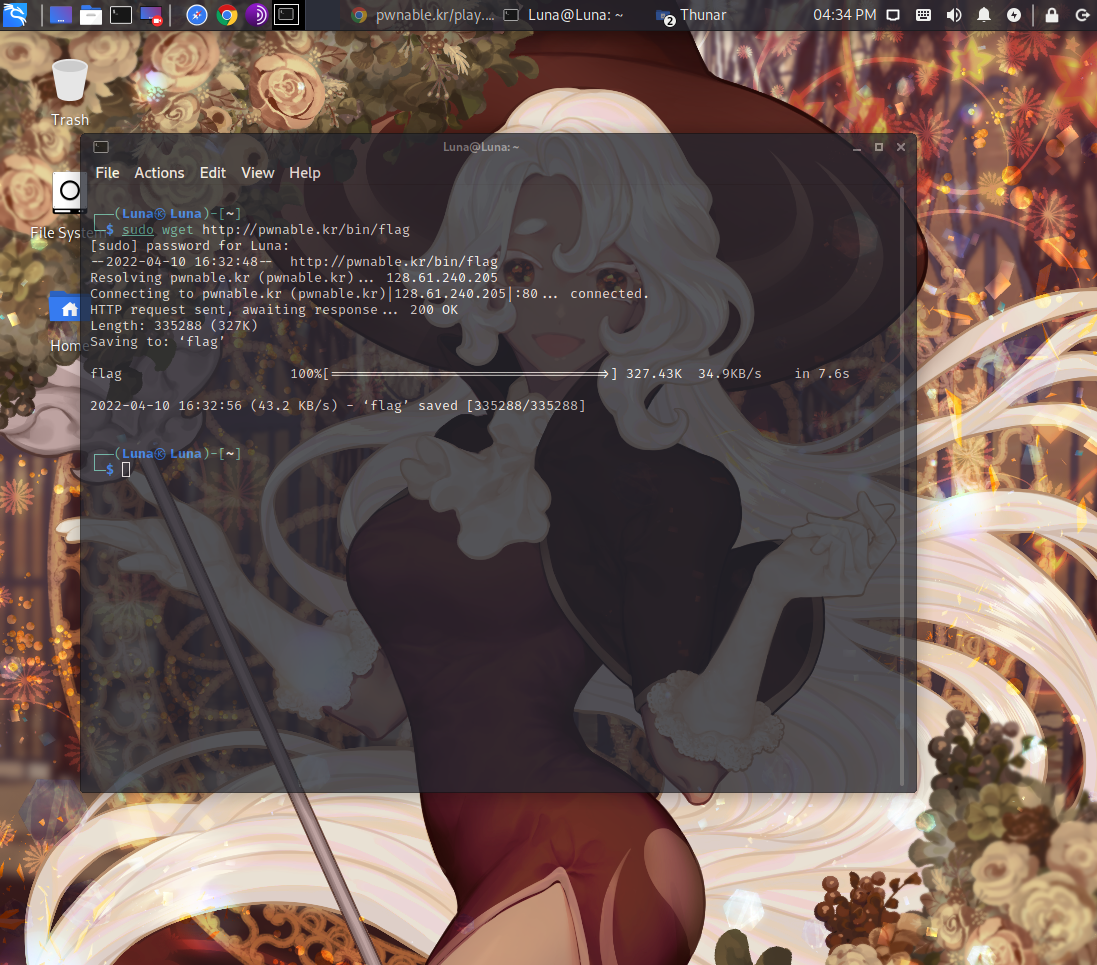 pwnable.kr/play.... Luna@Luna: ~ 2 Thunar 04:34 PM
Trash
Luna@Luna: ~
File Actions Edit View Help
File Syste
Home
┌──(Luna㉿Luna)-[~]
└─$ sudo wget http://pwnable.kr/bin/flag
[sudo] password for Luna:
--2022-04-10 16:32:48--  http://pwnable.kr/bin/flag
Resolving pwnable.kr (pwnable.kr)... 128.61.240.205
Connecting to pwnable.kr (pwnable.kr)|128.61.240.205|:80... connected.
HTTP request sent, awaiting response... 200 OK
Length: 335288 (327K)
Saving to: ‘flag’
flag 100%[===================================>] 327.43K 34.9KB/s in 7.6s
2022-04-10 16:32:56 (43.2 KB/s) - ‘flag’ saved [335288/335288]
┌──(Luna㉿Luna)-[~]
└─$